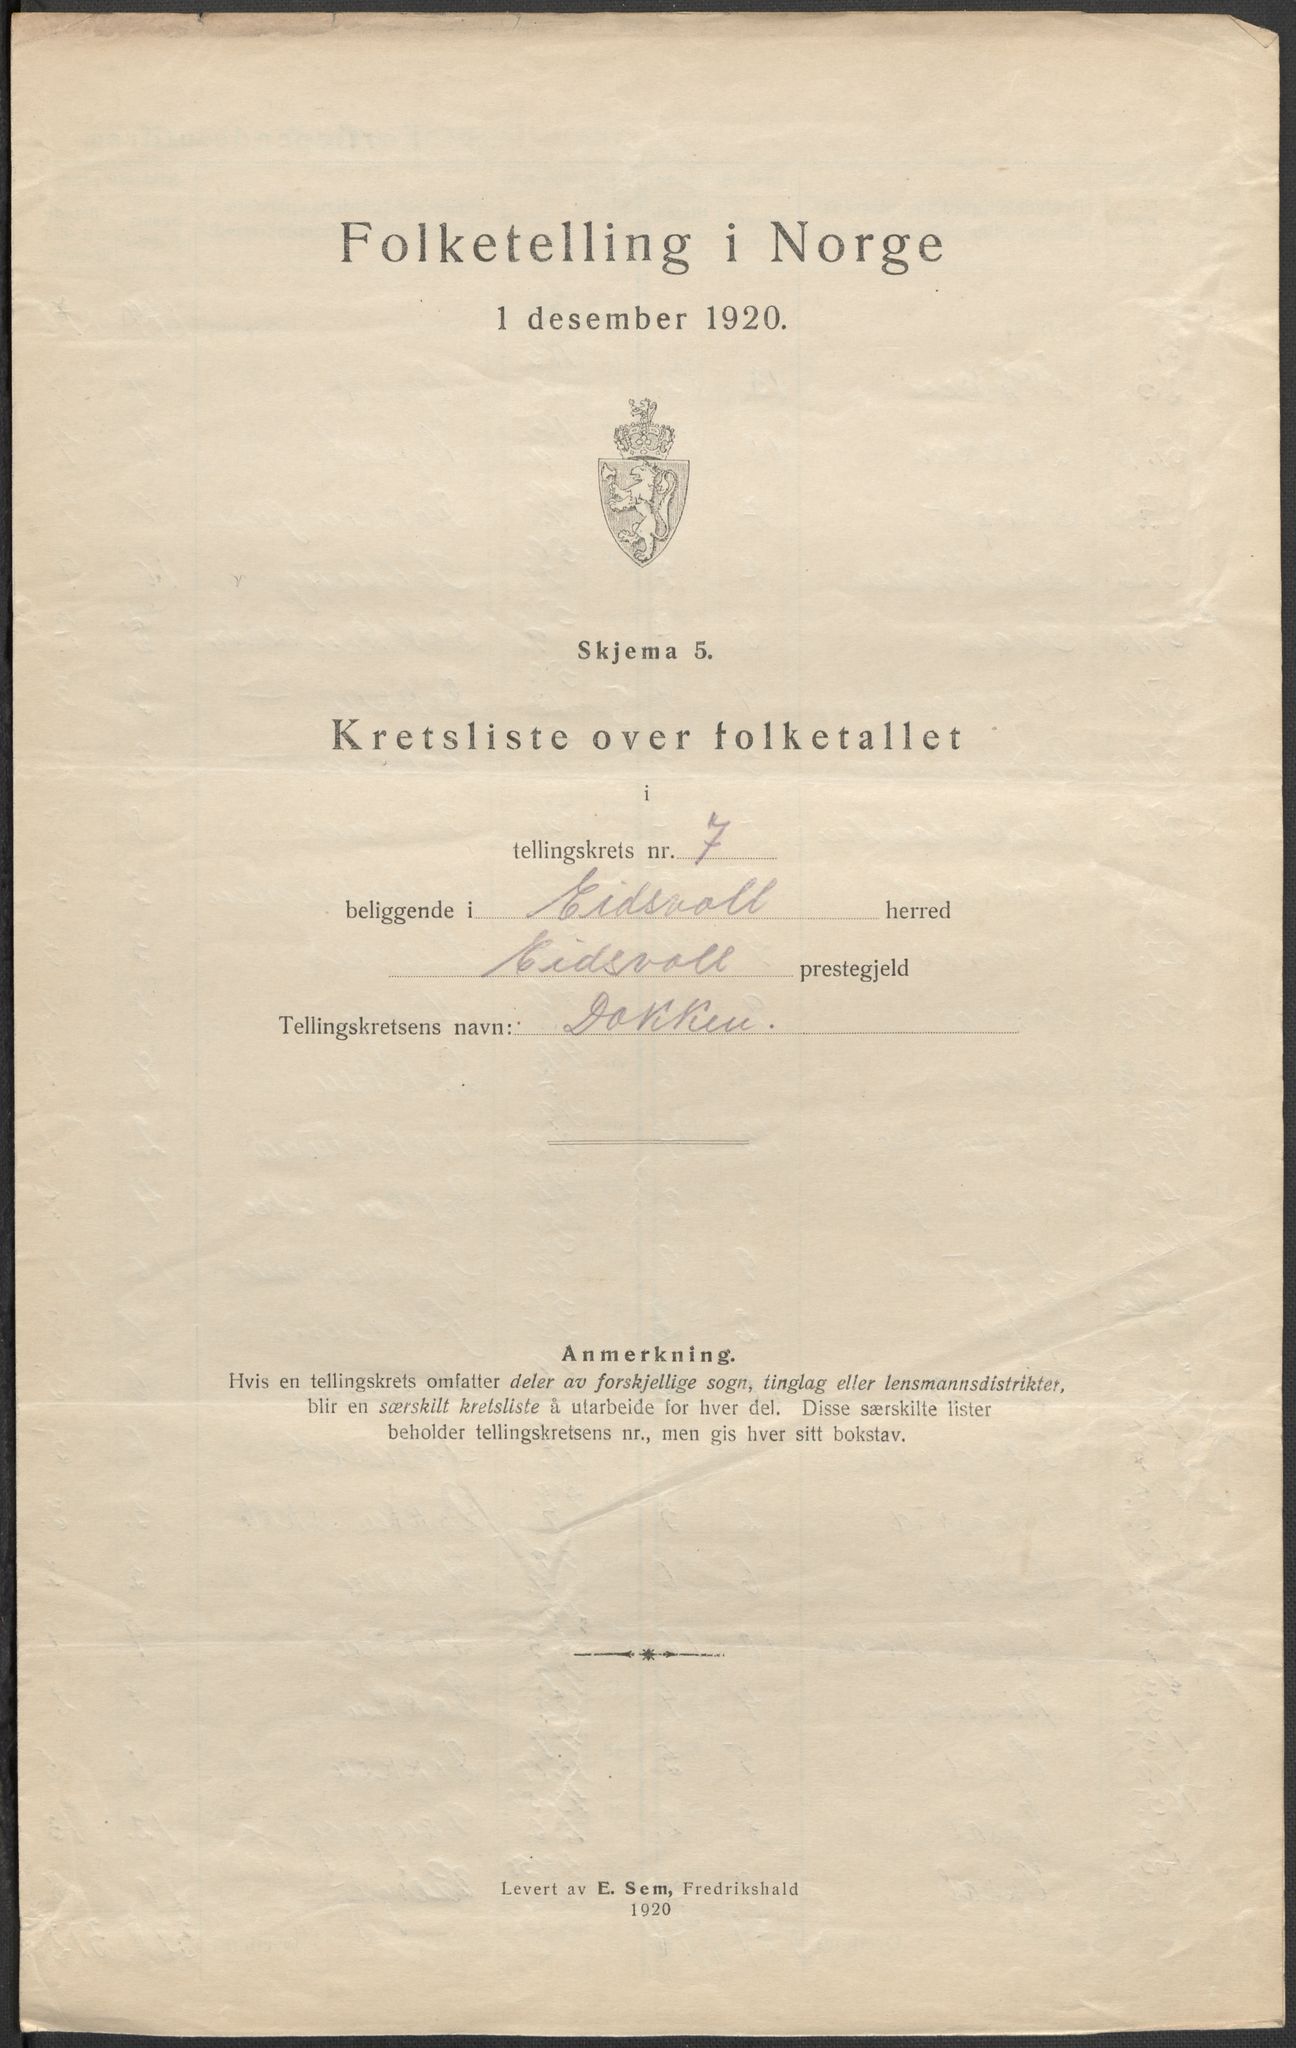 Folketelling i Norge
1 desember 1920.
Skjema 5.
Kretsliste over folketallet
i
tellingskrets nr. 7
beliggende i Eidsvoll herred
Eidsvoll prestegjeld
Tellingskretsens navn: Dokken.
Anmerkning.
Hvis en tellingskrets omfatter deler av forskjellige sogn, tinglag eller lensmannsdistrikter,
blir en særskilt kretsliste å utarbeide for hver del. Disse særskilte lister
beholder tellingskretsens nr., men gis hver sitt bokstav.
Levert av E. Sem, Fredrikshald
1920